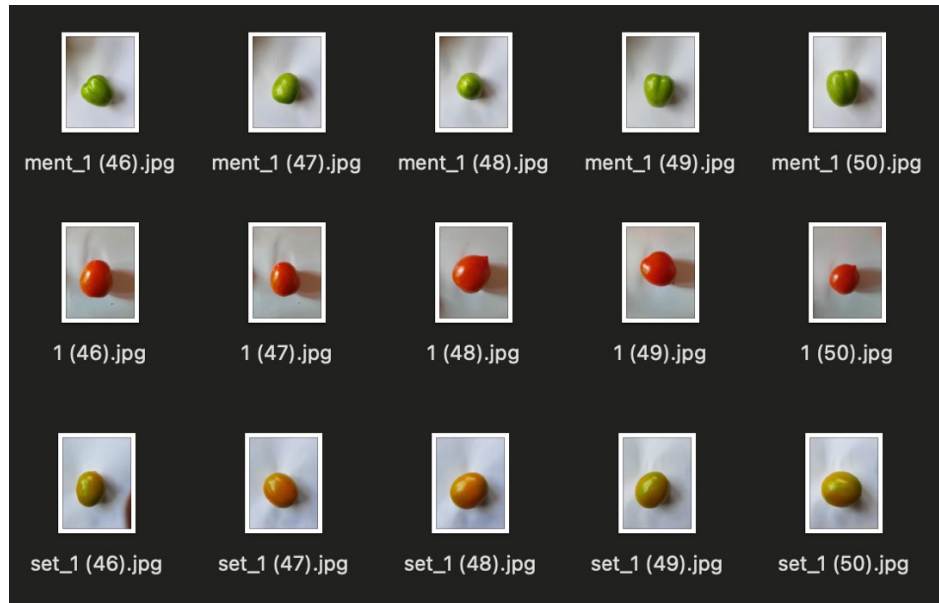 ment_1 (46).jpg ment_1 (47).jpg ment_1 (48).jpg ment_1 (49).jpg ment_1 (50).jpg
1 (46).jpg 1 (47).jpg 1 (48).jpg 1 (49).jpg 1 (50).jpg
set_1 (46).jpg set_1 (47).jpg set_1 (48).jpg set_1 (49).jpg set_1 (50).jpg